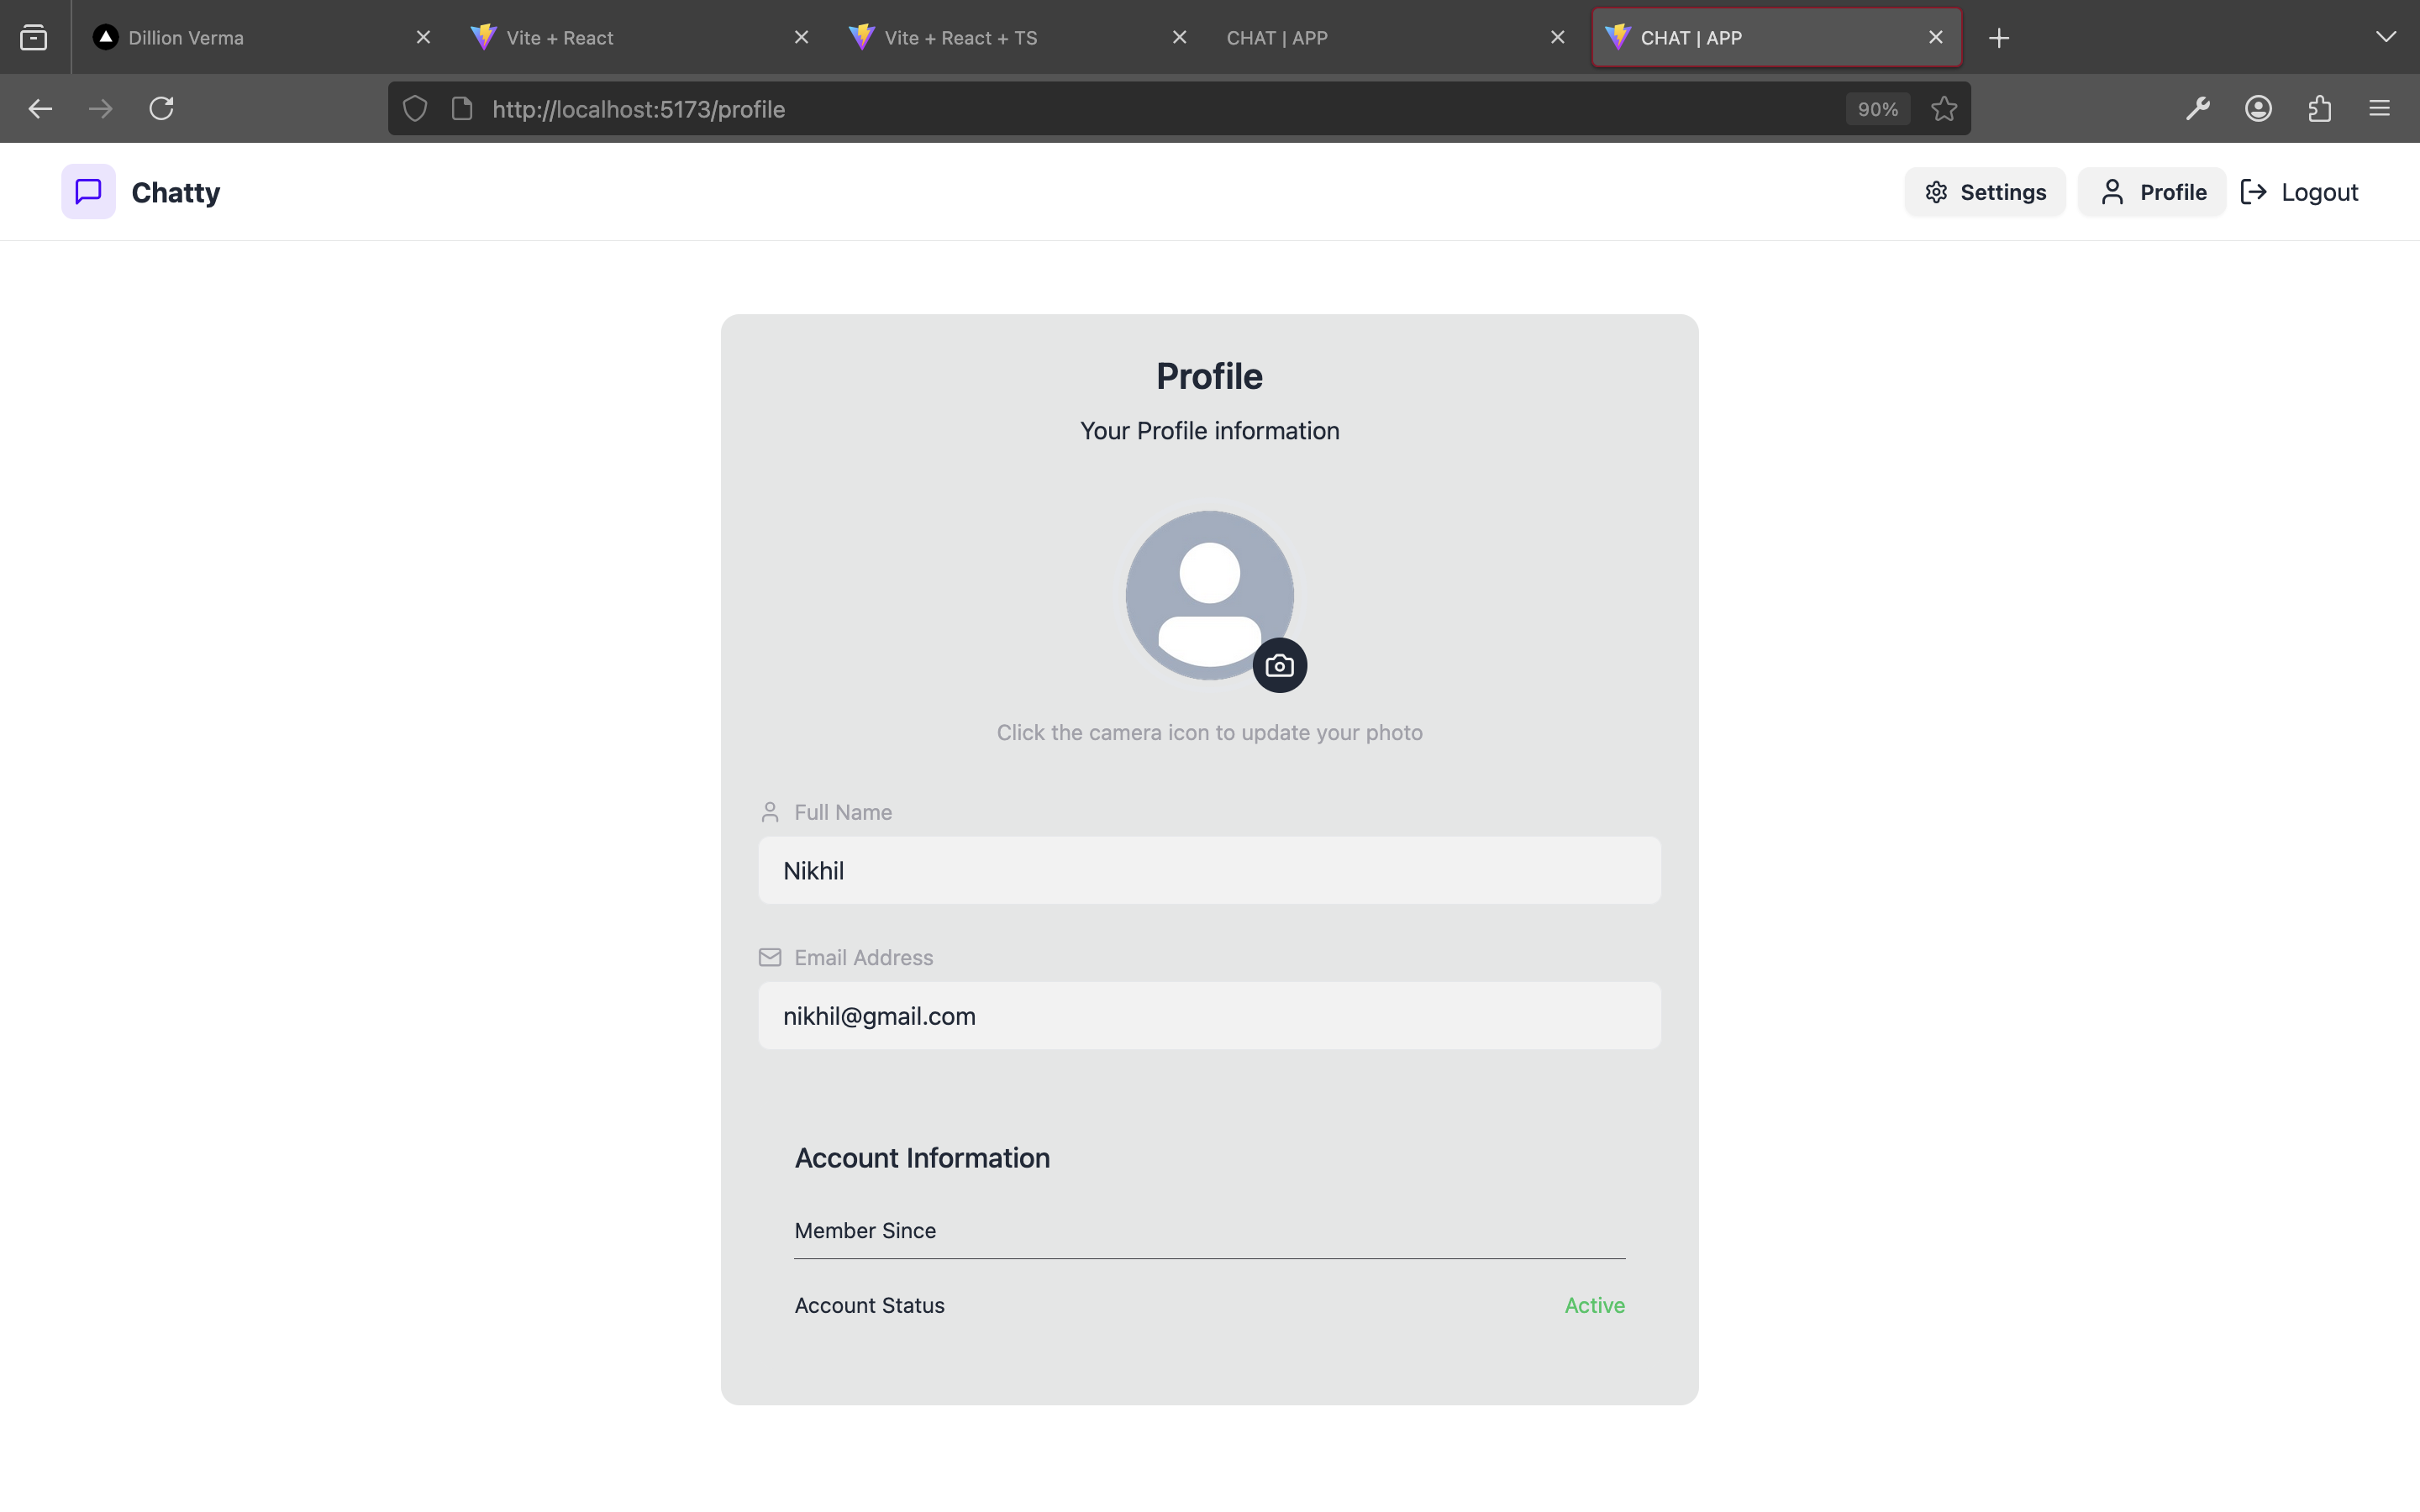 Dillion Verma
Vite + React
Vite + React + TS
CHAT | APP
CHAT | APP
http://localhost:5173/profile
90%
Chatty
Settings
Profile
Logout
Profile
Your Profile information
Click the camera icon to update your photo
Full Name
Nikhil
Email Address
nikhil@gmail.com
Account Information
Member Since
Account Status
Active